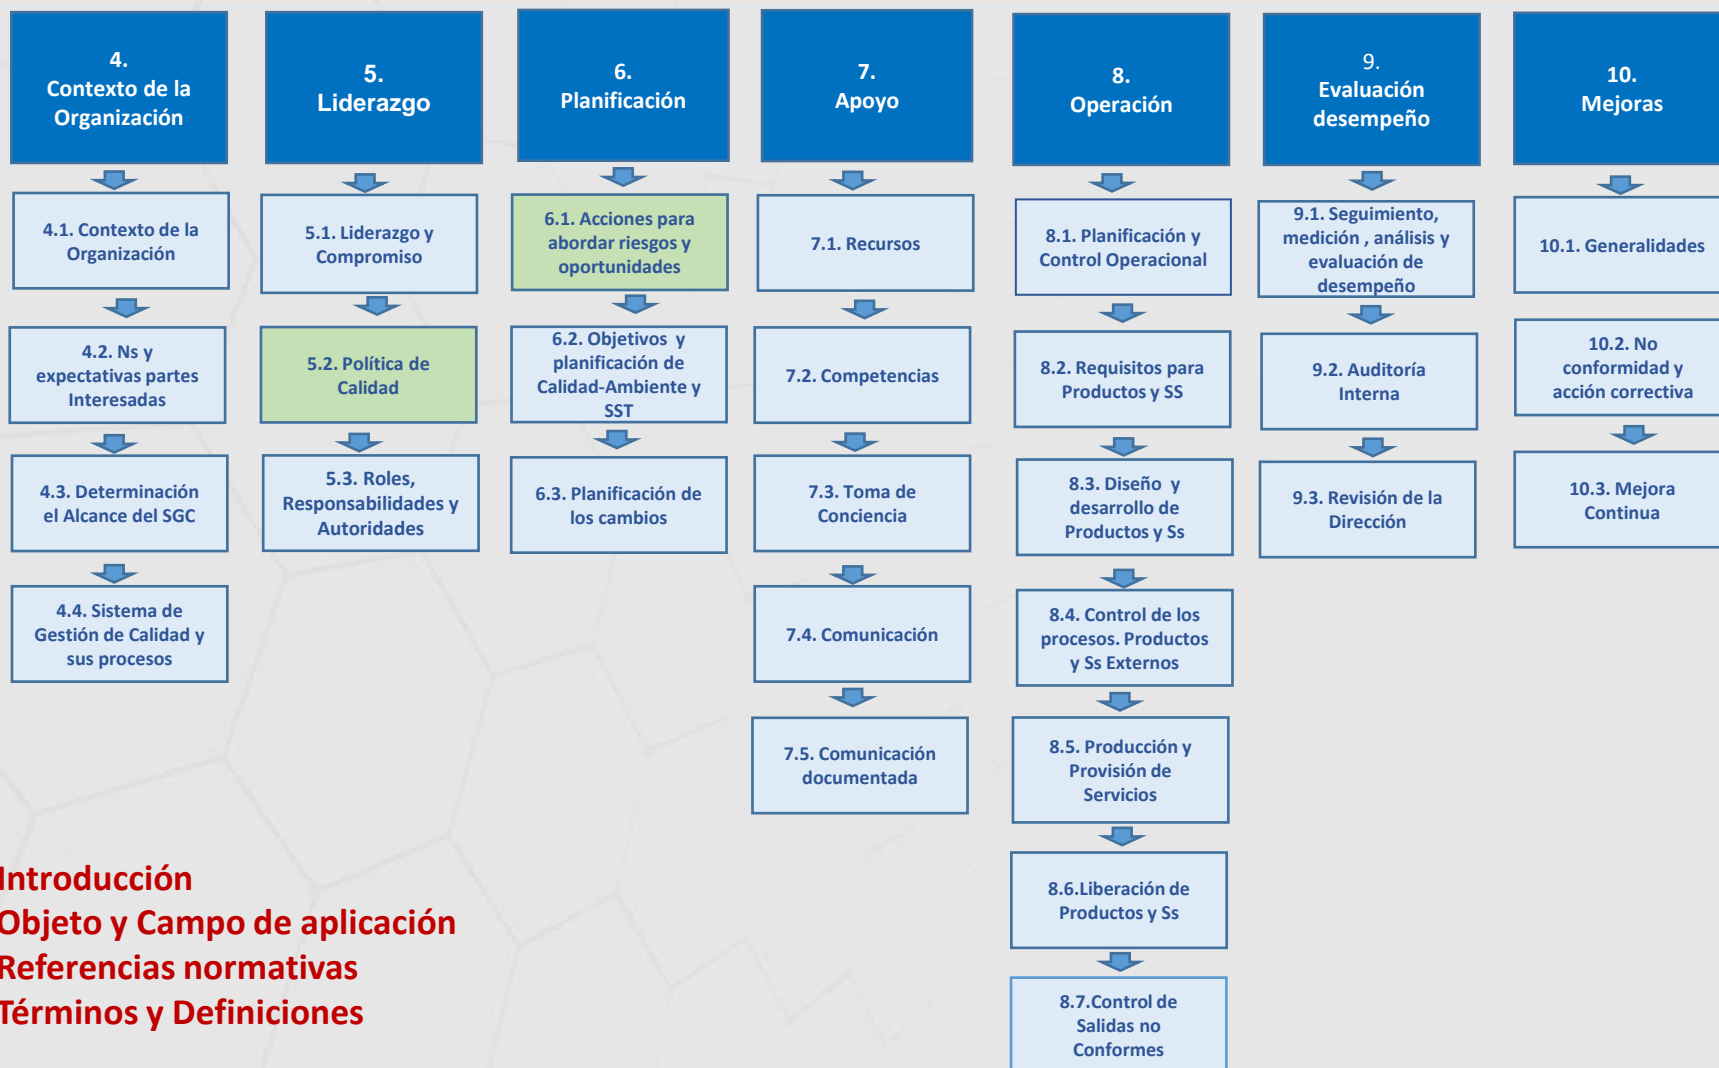 4.
Contexto de la
Organización
4.1. Contexto de la
Organización
4.2. Ns y
expectativas partes
Interesadas
4.3. Determinación
el Alcance del SGC
4.4. Sistema de
Gestión de Calidad y
sus procesos
5.
Liderazgo
5.1. Liderazgo y
Compromiso
5.2. Política de
Calidad
5.3. Roles,
Responsabilidades y
Autoridades
6.
Planificación
6.1. Acciones para
abordar riesgos y
oportunidades
6.2. Objetivos y
planificación de
Calidad-Ambiente y
SST
6.3. Planificación de
los cambios
7.
Apoyo
7.1. Recursos
7.2. Competencias
7.3. Toma de
Conciencia
7.4. Comunicación
7.5. Comunicación
documentada
8.
Operación
8.1. Planificación y
Control Operacional
8.2. Requisitos para
Productos y SS
8.3. Diseño y
desarrollo de
Productos y Ss
8.4. Control de los
procesos. Productos
y Ss Externos
8.5. Producción y
Provisión de
Servicios
8.6.Liberación de
Productos y Ss
8.7.Control de
Salidas no
Conformes
9.
Evaluación
desempeño
9.1. Seguimiento,
medición , análisis y
evaluación de
desempeño
9.2. Auditoría
Interna
9.3. Revisión de la
Dirección
10.
Mejoras
10.1. Generalidades
10.2. No
conformidad y
acción correctiva
10.3. Mejora
Continua
Introducción
Objeto y Campo de aplicación
Referencias normativas
Términos y Definiciones